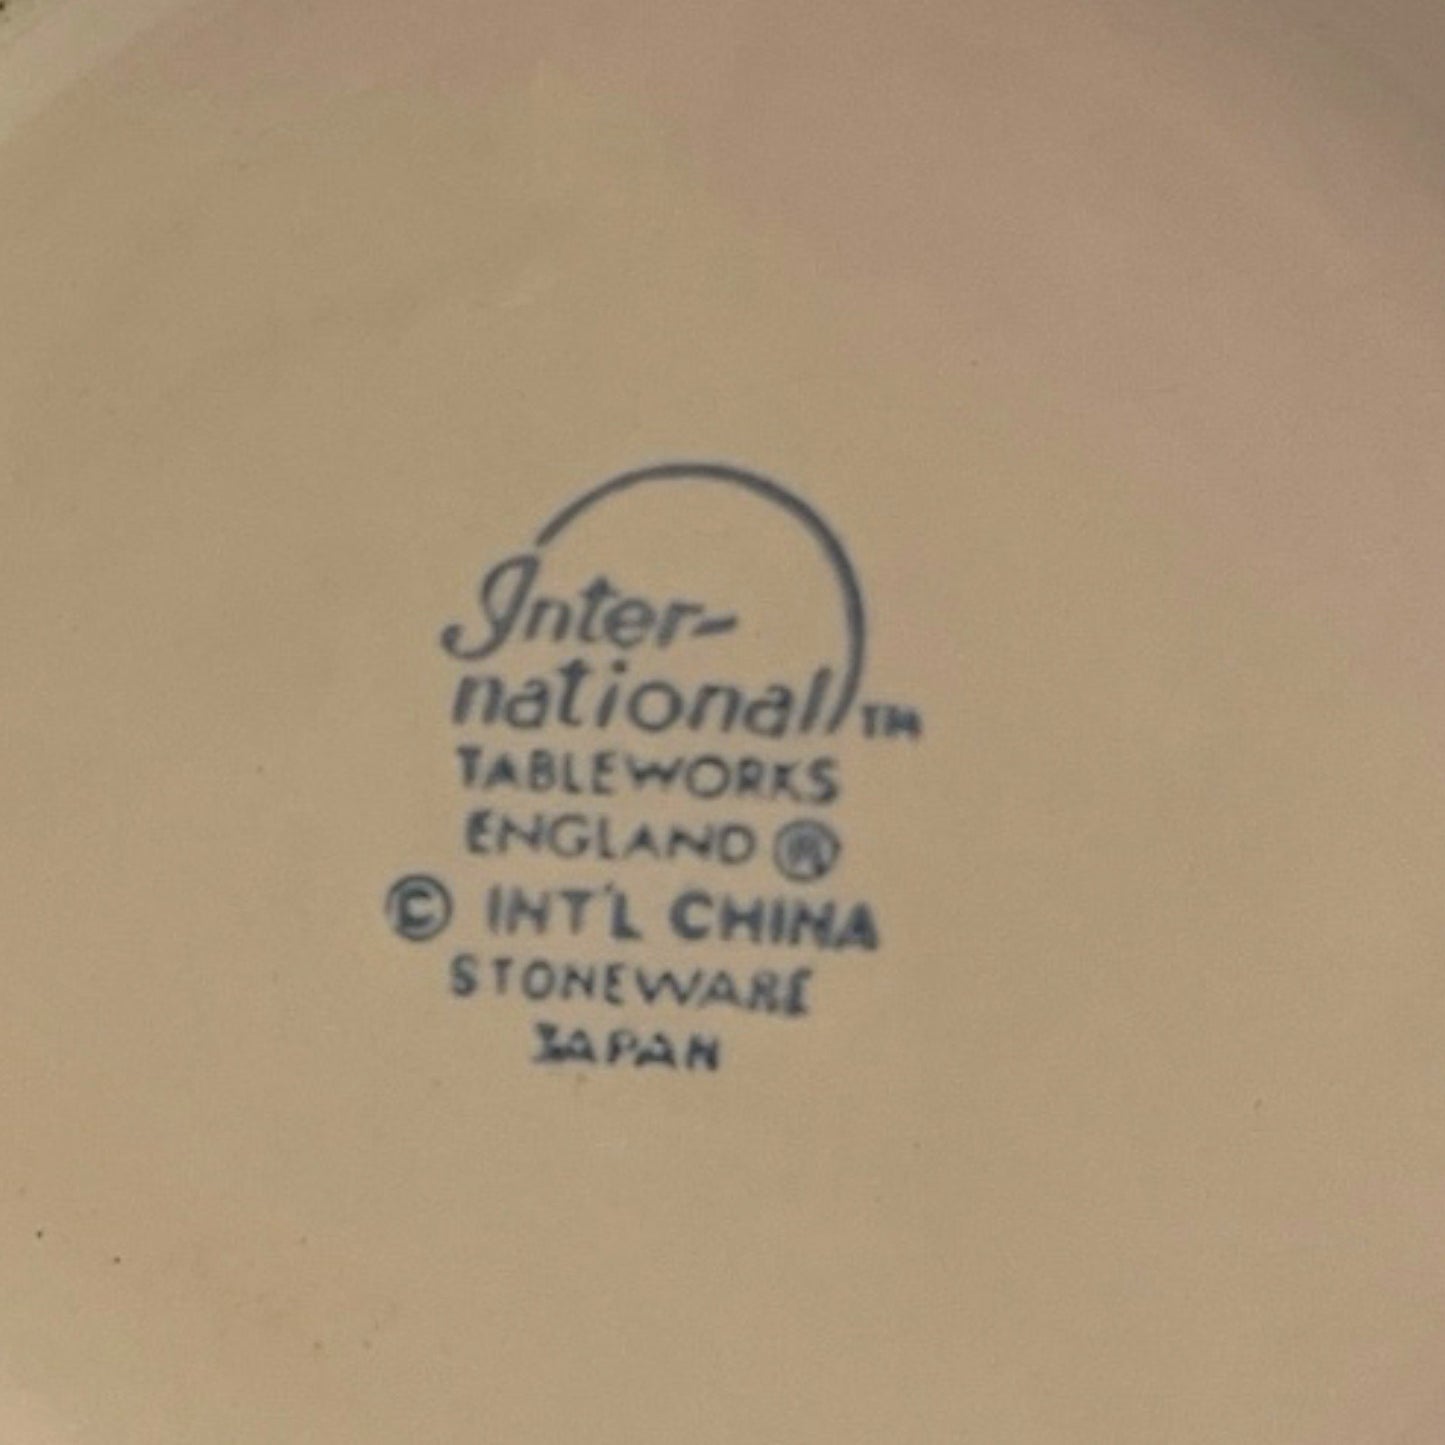 Inter-
national™
TABLEWORKS
ENGLAND ®
© INT'L CHINA
STONEWARE
JAPAN